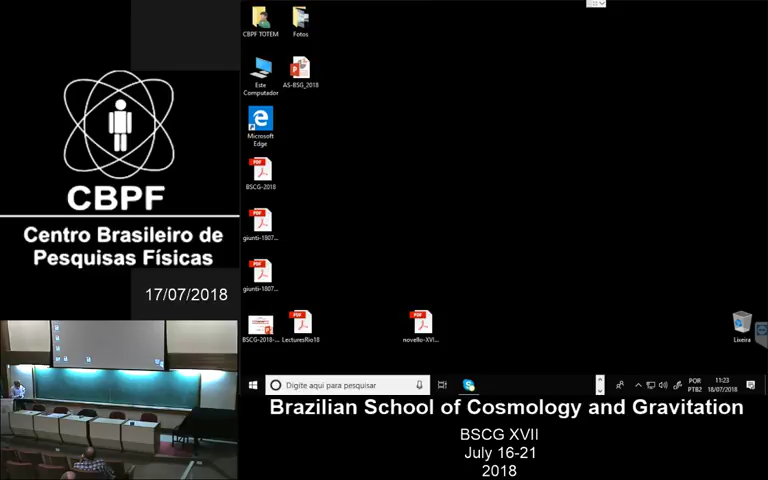 CBPF
Centro Brasileiro de
Pesquisas Físicas
17/07/2018
CBPF TOTEM
Fotos
Este
Computador
AS-BSG_2018
Microsoft
Edge
BSCG-2018
giunti-1807...
giunti-1807...
BSCG-2018-...
LecturesRio18
novello-XVI...
Lixeira
Digite aqui para pesquisar
POR
PTB2
11:23
18/07/2018
Brazilian School of Cosmology and Gravitation
BSCG XVII
July 16-21
2018